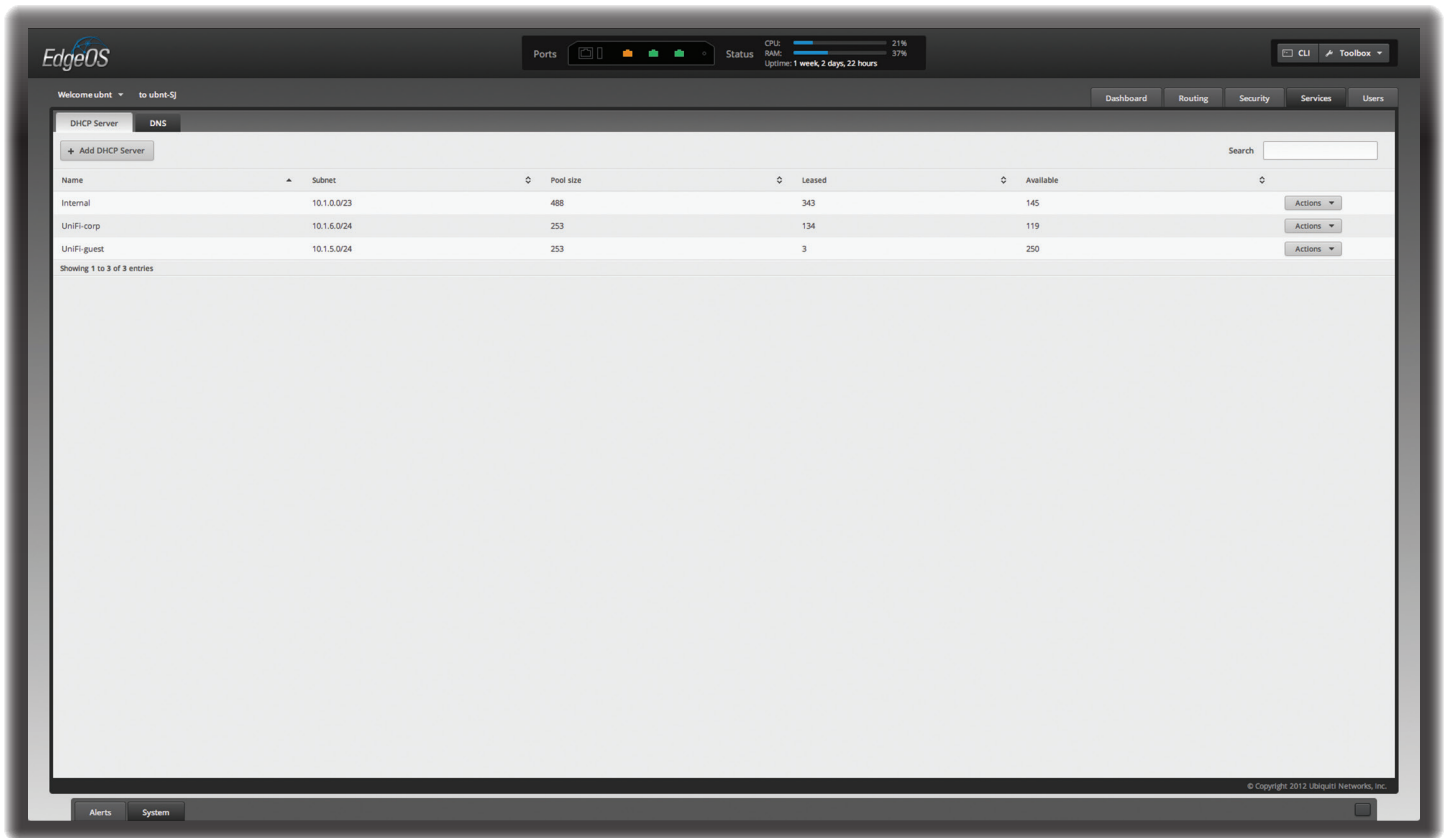 EdgeOS
Ports
Status
CPU: 21%
RAM: 37%
Uptime: 1 week, 2 days, 22 hours
CLI
Toolbox
Welcome ubnt
to ubnt-SJ
Dashboard Routing Security Services Users
DHCP Server DNS
+ Add DHCP Server
Search
Name Subnet Pool size Leased Available
Internal 10.1.0.0/23 488 343 145 Actions
UniFi-corp 10.1.6.0/24 253 134 119 Actions
UniFi-guest 10.1.5.0/24 253 3 250 Actions
Showing 1 to 3 of 3 entries
© Copyright 2012 Ubiquiti Networks, Inc.
Alerts System